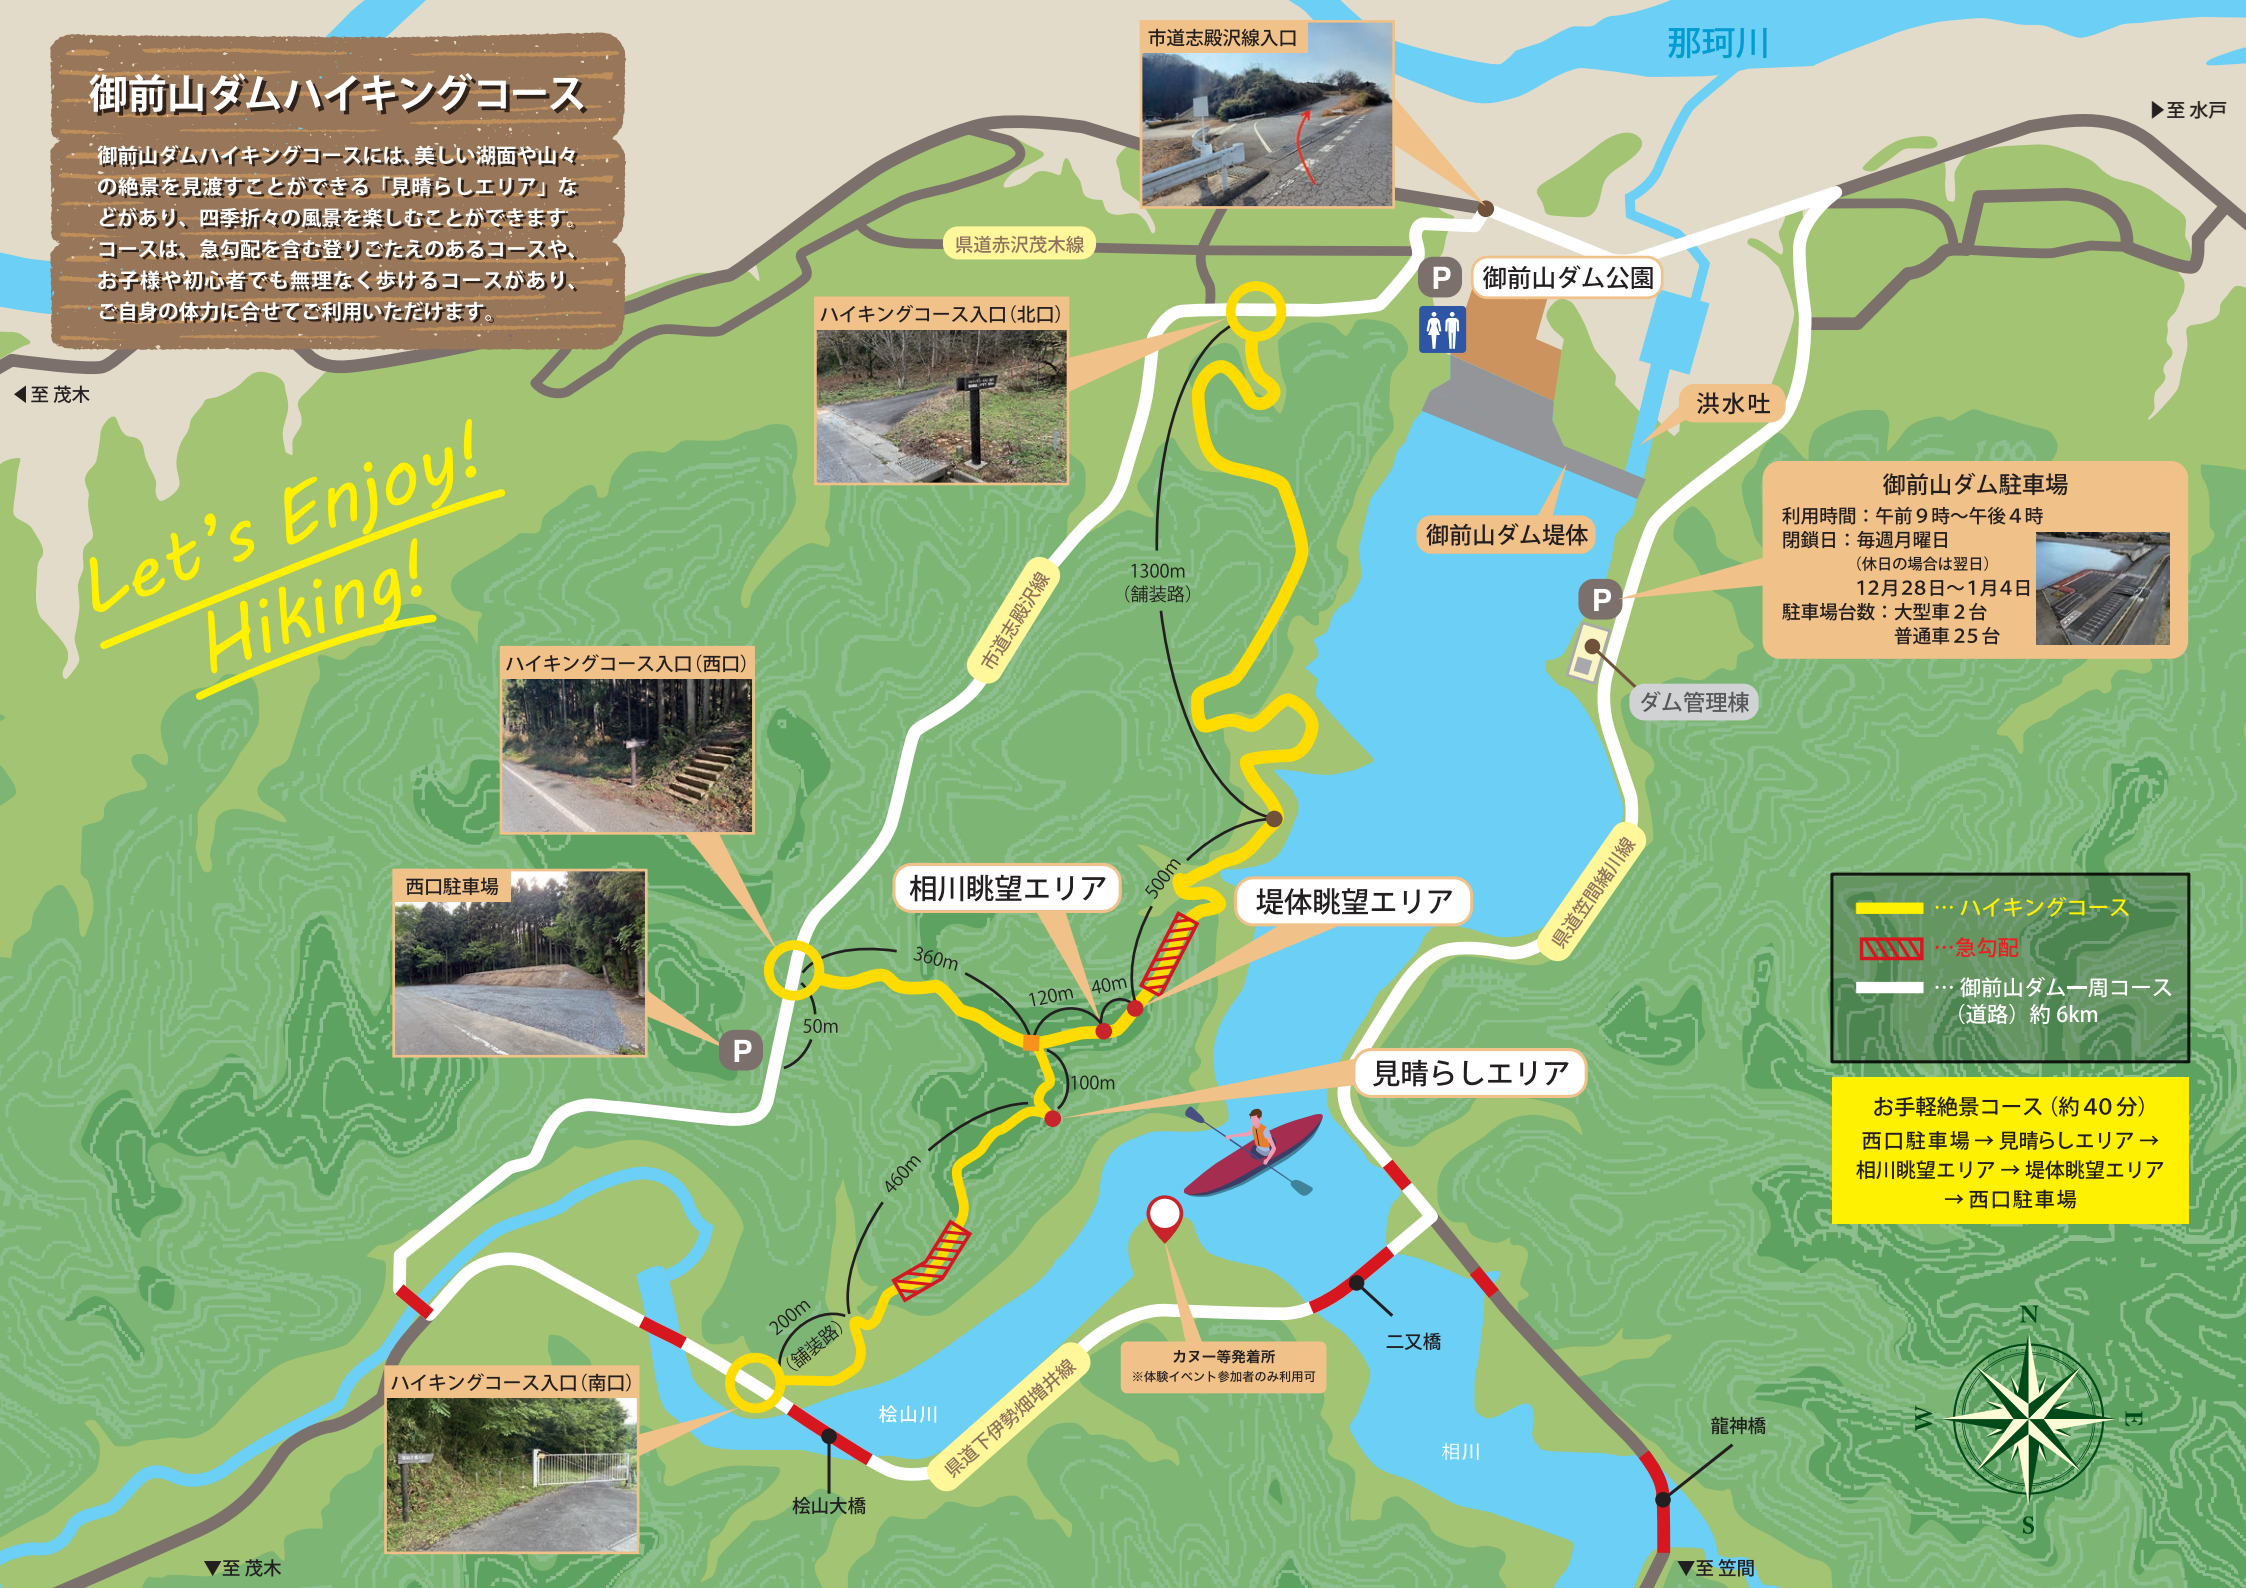 御前山ダムハイキングコース
御前山ダムハイキングコースには、美しい湖面や山々
の絶景を見渡すことができる「見晴らしエリア」な
どがあり、四季折々の風景を楽しむことができます。
コースは、急勾配を含む登りごたえのあるコースや、
お子様や初心者でも無理なく歩けるコースがあり、
ご自身の体力に合せてご利用いただけます。
市道志殿沢線入口
那珂川
▶至 水戸
県道赤沢茂木線
P
御前山ダム公園
ハイキングコース入口（北口）
◀至 茂木
洪水吐
Let's Enjoy!
Hiking!
御前山ダム堤体
御前山ダム駐車場
利用時間：午前９時～午後４時
閉鎖日：毎週月曜日
（休日の場合は翌日）
12月28日～1月4日
駐車場台数：大型車２台
普通車25台
1300m
（舗装路）
市道志殿沢線
P
ダム管理棟
ハイキングコース入口（西口）
西口駐車場
相川眺望エリア
500m
堤体眺望エリア
県道笠間緒川線
… ハイキングコース
…急勾配
… 御前山ダム一周コース
（道路）約 6km
360m
120m
40m
50m
P
100m
見晴らしエリア
お手軽絶景コース（約40分）
西口駐車場→見晴らしエリア→
相川眺望エリア→堤体眺望エリア
→西口駐車場
460m
200m
（舗装路）
カヌー等発着所
※体験イベント参加者のみ利用可
二又橋
ハイキングコース入口（南口）
桧山川
県道下伊勢畑増井線
相川
龍神橋
桧山大橋
N
W
E
S
▼至 茂木
▼至 笠間